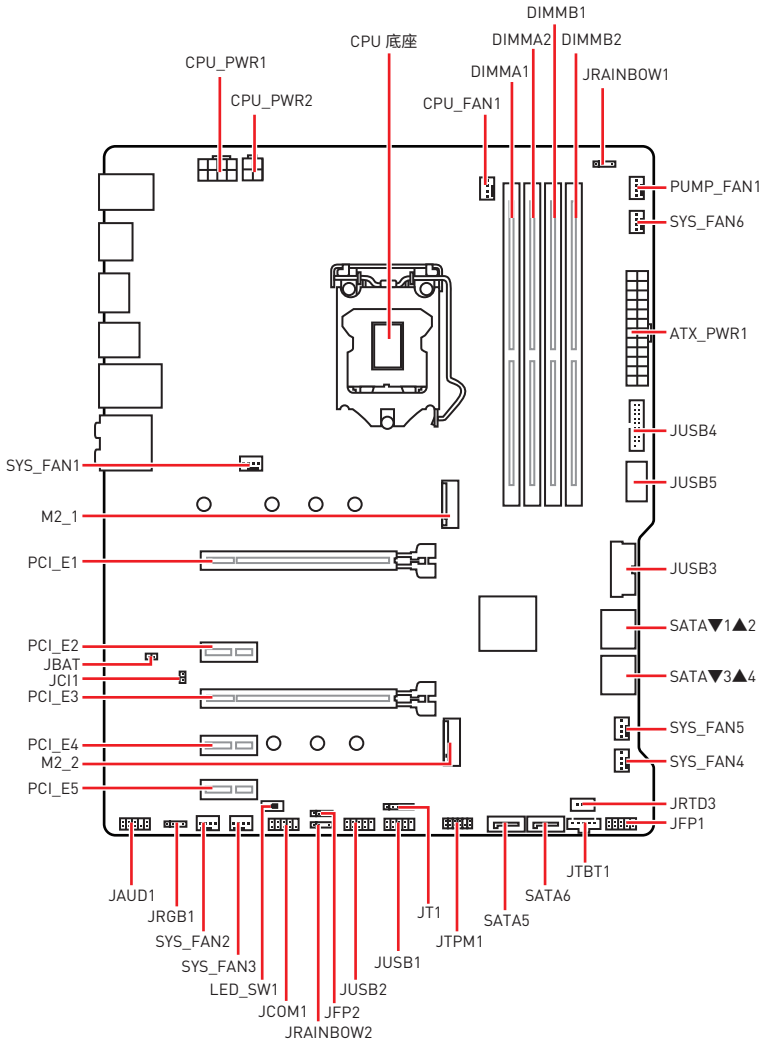 DIMMB1
CPU 底座
DIMMA2
DIMMB2
CPU_PWR1
DIMMA1
JRAINBOW1
CPU_PWR2
CPU_FAN1
PUMP_FAN1
SYS_FAN6
ATX_PWR1
JUSB4
SYS_FAN1
JUSB5
M2_1
PCI_E1
JUSB3
SATA▼1▲2
PCI_E2
JBAT
JCI1
SATA▼3▲4
PCI_E3
SYS_FAN5
PCI_E4
M2_2
SYS_FAN4
PCI_E5
JRTD3
JFP1
JTBT1
JAUD1
JT1
SATA6
JRGB1
SATA5
SYS_FAN2
JTPM1
SYS_FAN3
JUSB1
LED_SW1
JUSB2
JCOM1
JFP2
JRAINBOW2